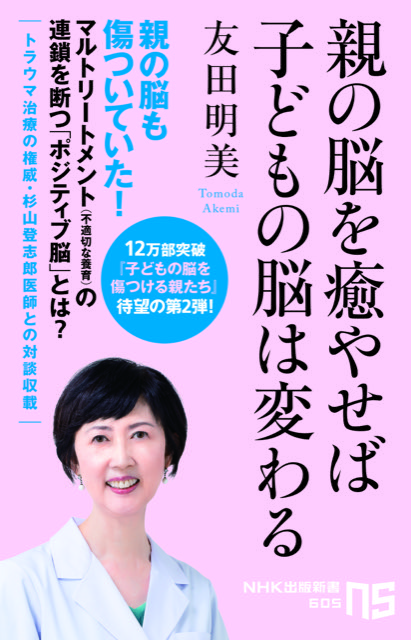 親の脳を癒やせば
子どもの脳は変わる
友田明美
Tomoda
Akemi
親の脳も
傷ついていた!
マルトリートメント(不適切な養育)の
連鎖を断つ「ポジティブ脳」とは?
トラウマ治療の権威・杉山登志郎医師との対談収載
12万部突破
『子どもの脳を
傷つける親たち』
待望の第2弾!
NHK出版新書
605
ns